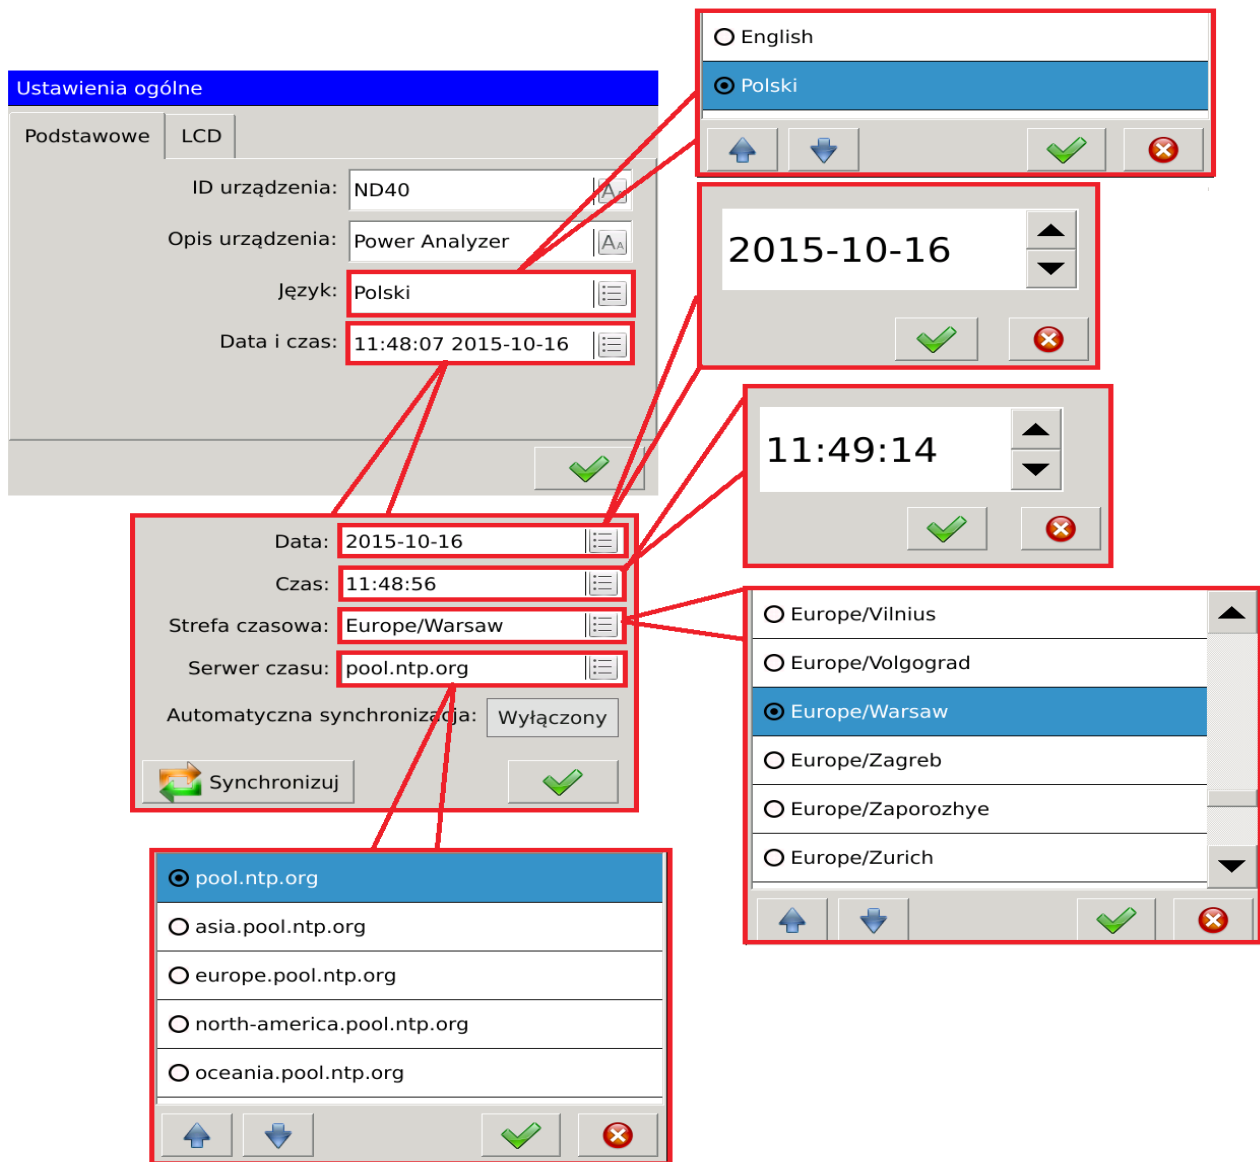 English
Polski
Ustawienia ogólne
Podstawowe LCD
ID urządzenia: ND40
Opis urządzenia: Power Analyzer
Język: Polski
Data i czas: 11:48:07 2015-10-16
2015-10-16
11:49:14
Data: 2015-10-16
Czas: 11:48:56
Strefa czasowa: Europe/Warsaw
Serwer czasu: pool.ntp.org
Automatyczna synchronizacja: Wyłączony
Synchronizuj
Europe/Vilnius
Europe/Volgograd
Europe/Warsaw
Europe/Zagreb
Europe/Zaporozhye
Europe/Zurich
pool.ntp.org
asia.pool.ntp.org
europe.pool.ntp.org
north-america.pool.ntp.org
oceania.pool.ntp.org